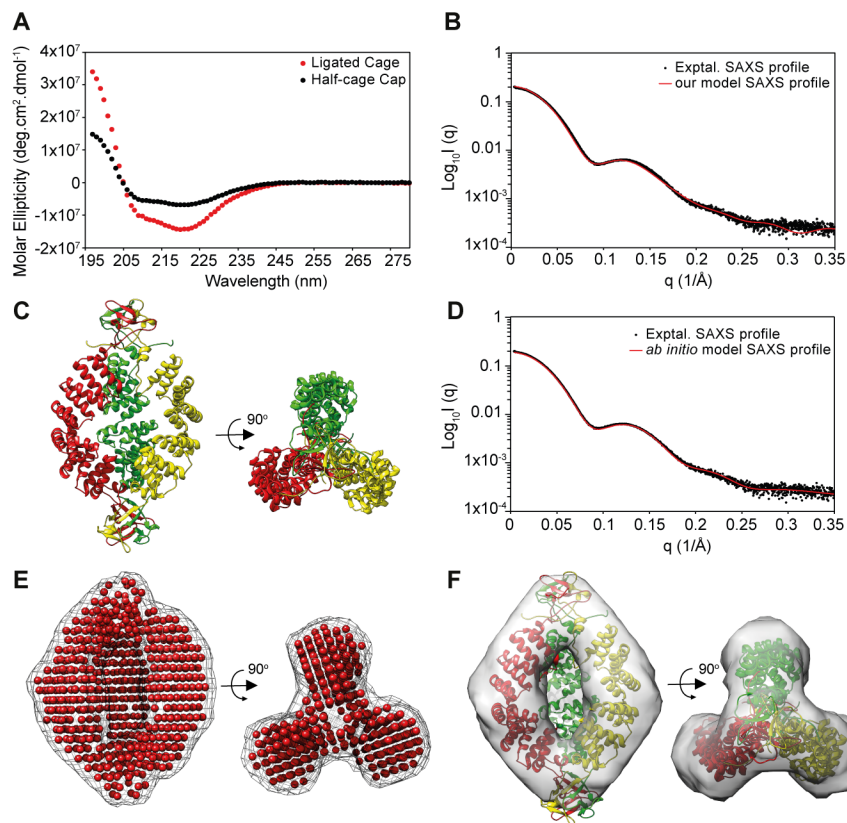 A
Molar Ellipticity (deg.cm².dmol⁻¹)
4x10⁷
3x10⁷
2x10⁷
1x10⁷
0
-1x10⁷
-2x10⁷
195 205 215 225 235 245 255 265 275
Wavelength (nm)
Ligated Cage
Half-cage Cap
B
Log₁₀I (q)
1
0.1
0.01
1x10⁻³
1x10⁻⁴
0 0.05 0.1 0.15 0.2 0.25 0.3 0.35
q (1/Å)
Exptal. SAXS profile
our model SAXS profile
C
90°
D
Log₁₀I (q)
1
0.1
0.01
1x10⁻³
1x10⁻⁴
0 0.05 0.1 0.15 0.2 0.25 0.3 0.35
q (1/Å)
Exptal. SAXS profile
ab initio model SAXS profile
E
90°
F
90°